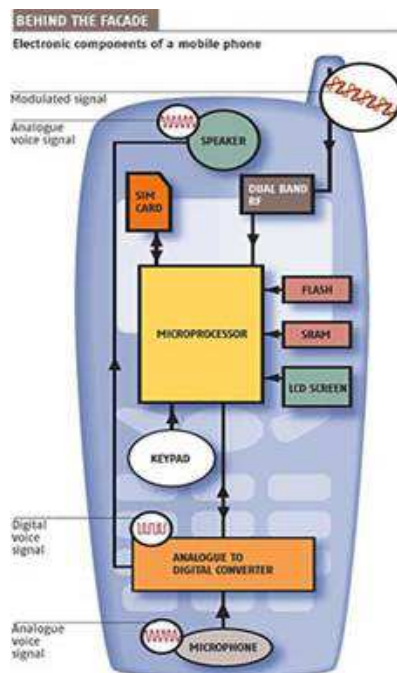 BEHIND THE FACADE
Electronic components of a mobile phone
Modulated signal
Analogue
voice signal
SPEAKER
SIM
CARD
DUAL BAND
RF
MICROPROCESSOR
FLASH
SRAM
LCD SCREEN
KEYPAD
Digital
voice
signal
ANALOGUE TO
DIGITAL CONVERTER
Analogue
voice
signal
MICROPHONE